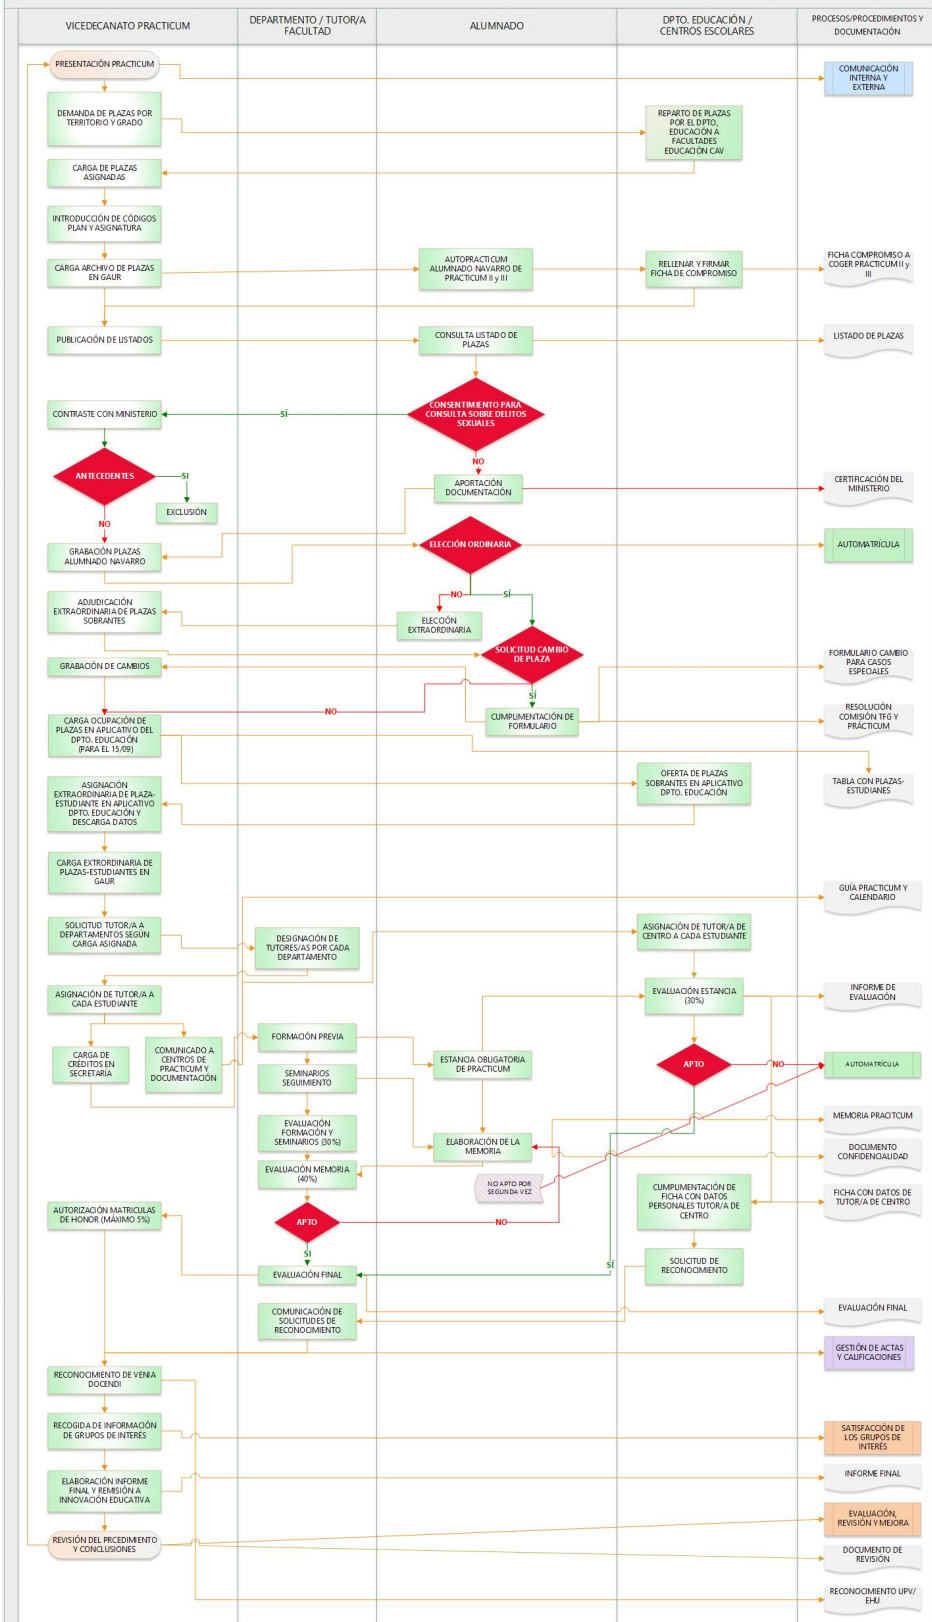 VICEDECANATO PRACTICUM
DEPARTMENTO / TUTOR/A
FACULTAD
ALUMNADO
DPTO. EDUCACIÓN /
CENTROS ESCOLARES
PROCESOS/PROCEDIMIENTOS Y
DOCUMENTACIÓN
PRESENTACIÓN PRACTICUM
COMUNICACIÓN
INTERNA Y
EXTERNA
DEMANDA DE PLAZAS POR
TERRITORIO Y GRADO
REPARTO DE PLAZAS
POR EL DPTO,
EDUCACIÓN A
FACULTADES
EDUCACIÓN CAV
CARGA DE PLAZAS
ASIGNADAS
INTRODUCCIÓN DE CÓDIGOS
PLAN Y ASIGNATURA
CARGA ARCHIVO DE PLAZAS
EN GAUR
AUTOPRACTICUM
ALUMNADO NAVARRO DE
PRACTICUM II y III
RELLENAR Y FIRMAR
FICHA DE COMPROMISO
FICHA COMPROMISO A
COGER PRACTICUM II y
III
PUBLICACIÓN DE LISTADOS
CONSULTA LISTADO DE
PLAZAS
LISTADO DE PLAZAS
CONTRASTE CON MINISTERIO
SÍ
CONSENTIMIENTO PARA
CONSULTA SOBRE DELITOS
SEXUALES
NO
ANTECEDENTES
SI
EXCLUSIÓN
NO
APORTACIÓN
DOCUMENTACIÓN
CERTIFICACIÓN DEL
MINISTERIO
GRABACIÓN PLAZAS
ALUMNADO NAVARRO
ELECCIÓN ORDINARIA
AUTOMATRÍCULA
NO
SÍ
ADJUDICACIÓN
EXTRAORDINARIA DE PLAZAS
SOBRANTES
ELECCIÓN
EXTRAORDINARIA
SOLICITUD CAMBIO
DE PLAZA
GRABACIÓN DE CAMBIOS
FORMULARIO CAMBIO
PARA CASOS
ESPECIALES
SÍ
NO
CARGA OCUPACIÓN DE
PLAZAS EN APLICATIVO DEL
DPTO. EDUCACIÓN
(PARA EL 15/09)
CUMPLIMENTACIÓN DE
FORMULARIO
RESOLUCIÓN
COMISIÓN TFG Y
PRÁCTICUM
ASIGNACIÓN
EXTRAORDINARIA DE PLAZA-
ESTUDIANTE EN APLICATIVO
DPTO. EDUCACIÓN Y
DESCARGA DATOS
OFERTA DE PLAZAS
SOBRANTES EN APLICATIVO
DPTO. EDUCACIÓN
TABLA CON PLAZAS-
ESTUDIANES
CARGA EXTRORDINARIA DE
PLAZAS-ESTUDIANTES EN
GAUR
GUÍA PRACTICUM Y
CALENDARIO
SOLICITUD TUTOR/A A
DEPARTAMENTOS SEGÚN
CARGA ASIGNADA
DESIGNACIÓN DE
TUTORES/AS POR CADA
DEPARTAMENTO
ASIGNACIÓN DE TUTOR/A DE
CENTRO A CADA ESTUDIANTE
ASIGNACIÓN DE TUTOR/A A
CADA ESTUDIANTE
EVALUACIÓN ESTANCIA
(30%)
INFORME DE
EVALUACIÓN
CARGA DE
CRÉDITOS EN
SECRETARÍA
COMUNICADO A
CENTROS DE
PRACTICUM Y
DOCUMENTACIÓN
FORMACIÓN PREVIA
ESTANCIA OBLIGATORIA
DE PRACTICUM
APTO
NO
AUTOMATRÍCULA
SEMINARIOS
SEGUIMIENTO
EVALUACIÓN
FORMACIÓN Y
SEMINARIOS (30%)
ELABORACIÓN DE LA
MEMORIA
MEMORIA PRACITCUM
DOCUMENTO
CONFIDENCIALIDAD
EVALUACIÓN MEMORIA
(40%)
NO APTO POR
SEGUNDA VEZ
CUMPLIMENTACIÓN DE
FICHA CON DATOS
PERSONALES TUTOR/A DE
CENTRO
FICHA CON DATOS DE
TUTOR/A DE CENTRO
AUTORIZACIÓN MATRICULAS
DE HONOR (MÁXIMO 5%)
APTO
NO
SI
SÍ
SOLICITUD DE
RECONOCIMIENTO
EVALUACIÓN FINAL
COMUNICACIÓN DE
SOLICITUDES DE
RECONOCIMIENTO
EVALUACIÓN FINAL
GESTIÓN DE ACTAS
Y CALIFICACIONES
RECONOCIMIENTO DE VENIA
DOCENDI
RECOGIDA DE INFORMACIÓN
DE GRUPOS DE INTERÉS
SATISFACCIÓN DE
LOS GRUPOS DE
INTERÉS
ELABORACIÓN INFORME
FINAL Y REMISIÓN A
INNOVACIÓN EDUCATIVA
INFORME FINAL
REVISIÓN DEL PRCEDIMIENTO
Y CONCLUSIONES
EVALUACIÓN,
REVISIÓN Y MEJORA
DOCUMENTO DE
REVISIÓN
RECONOCIMIENTO UPV/
EHU